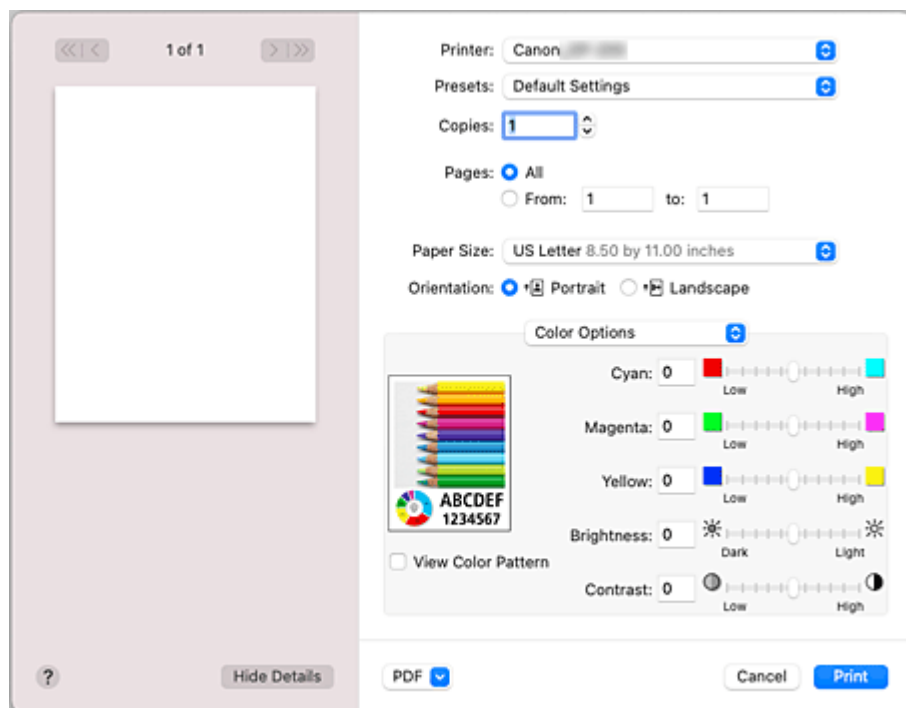 1 of 1
Printer: Canon
Presets: Default Settings
Copies: 1
Pages: All
From: 1 to: 1
Paper Size: US Letter 8.50 by 11.00 inches
Orientation: Portrait Landscape
Color Options
Cyan: 0
Low High
Magenta: 0
Low High
Yellow: 0
Low High
Brightness: 0
Dark Light
Contrast: 0
Low High
ABCDEF
1234567
View Color Pattern
? Hide Details
PDF Cancel Print